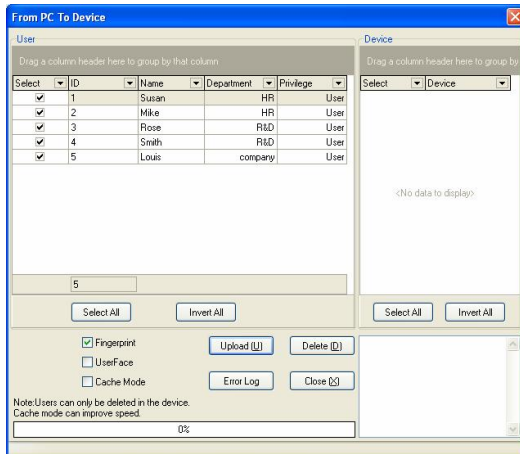 From PC To Device
User
Drag a column header here to group by that column
Select ID Name Department Privilege
1 Susan HR User
2 Mike HR User
3 Rose R&D User
4 Smith R&D User
5 Louis company User
5
Select All Invert All
Device
Drag a column header here to group by
Select Device
<No data to display>
Select All Invert All
Fingerprint
UserFace
Cache Mode
Upload (U) Delete (D)
Error Log Close (X)
Note:Users can only be deleted in the device.
Cache mode can improve speed.
0%